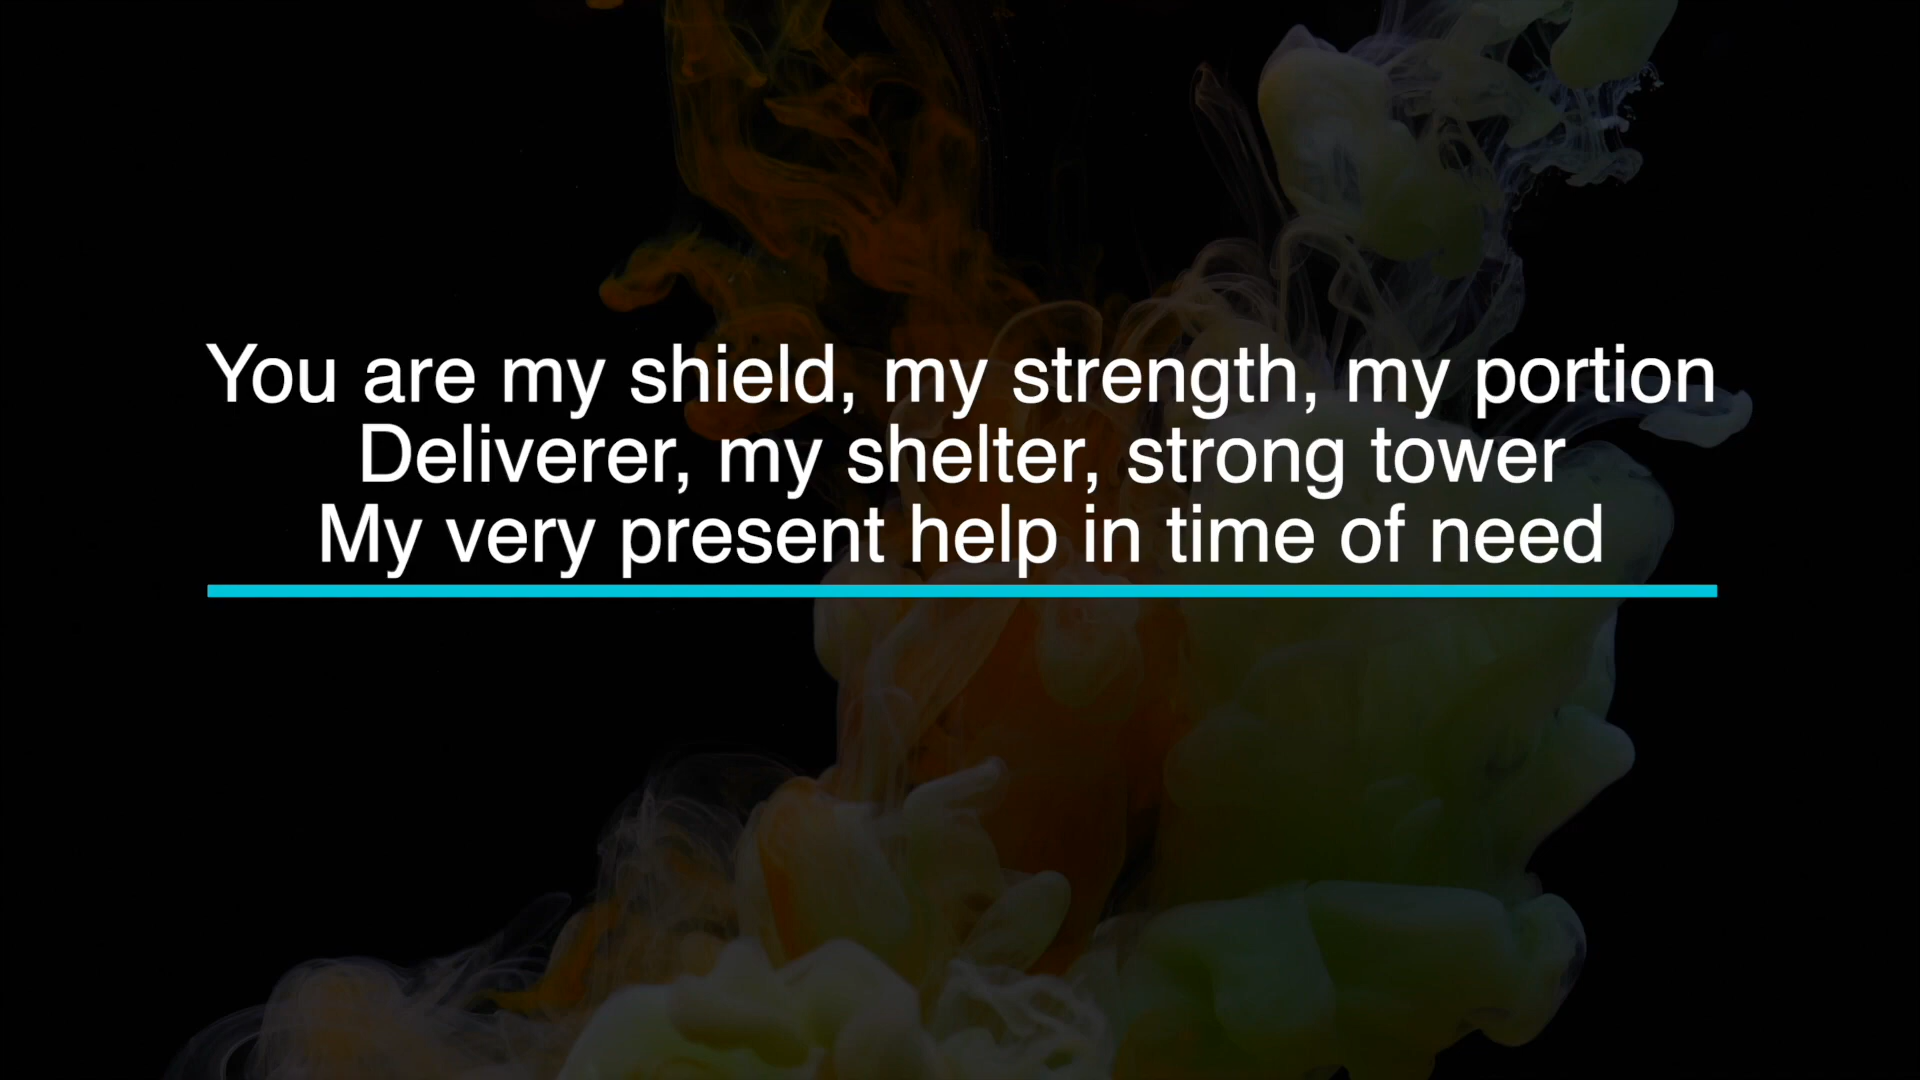 You are my shield, my strength, my portion
Deliverer, my shelter, strong tower
My very present help in time of need